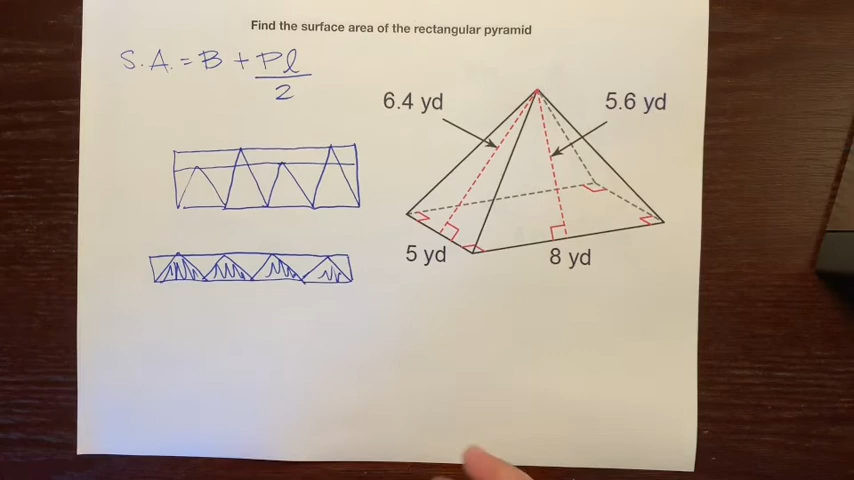 Find the surface area of the rectangular pyramid
S.A. = B + Pl
2
6.4 yd
5.6 yd
5 yd
8 yd